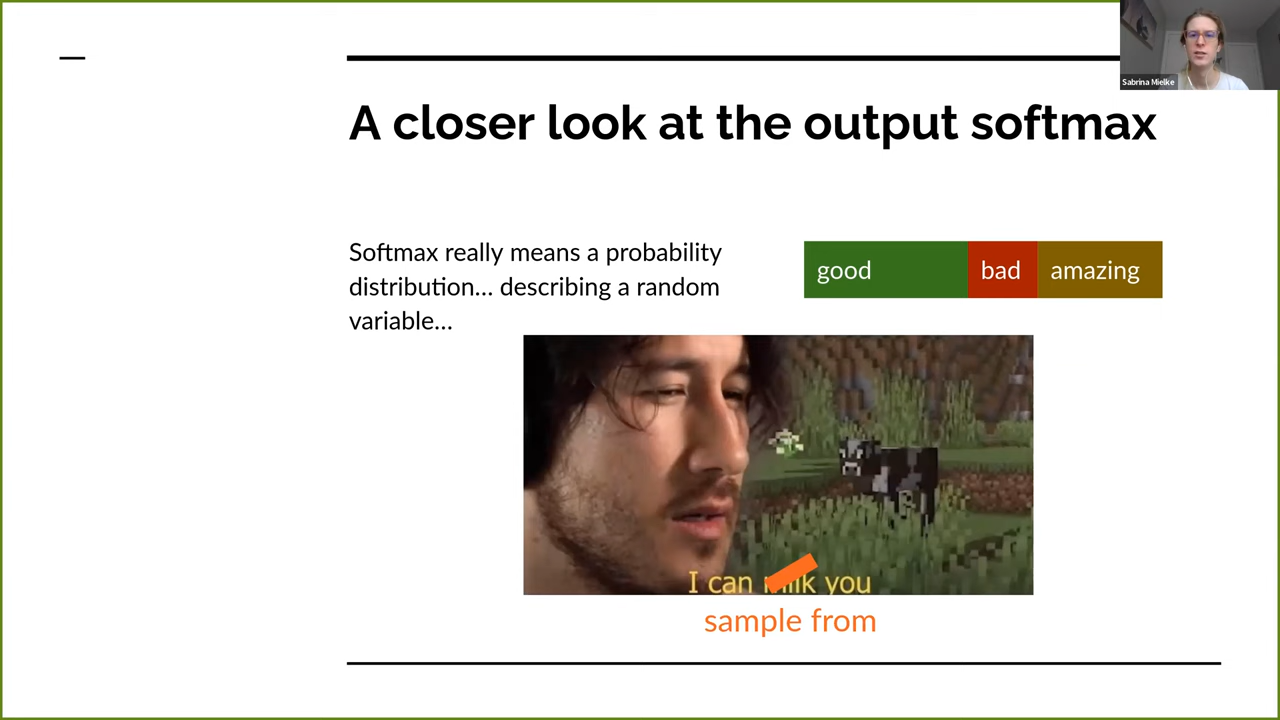 Sabrina Mielke
A closer look at the output softmax
Softmax really means a probability
distribution... describing a random
variable...
good bad amazing
I can milk you
sample from